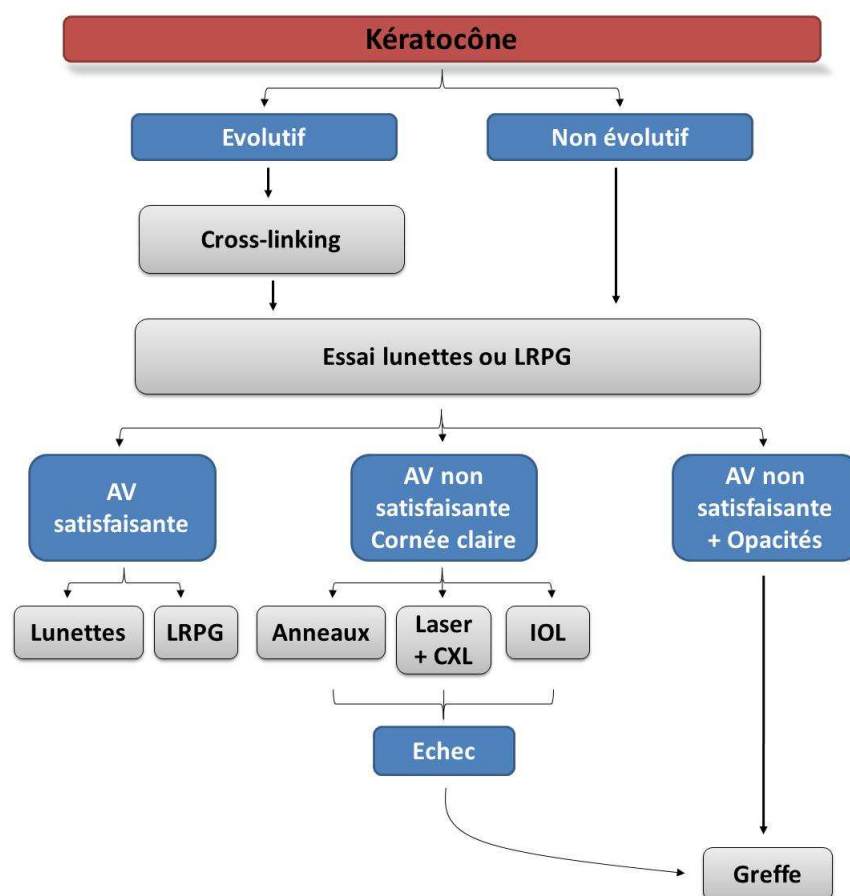 Kératocône
Evolutif
Non évolutif
Cross-linking
Essai lunettes ou LRPG
AV
satisfaisante
AV non
satisfaisante
Cornée claire
AV non
satisfaisante
+ Opacités
Lunettes
LRPG
Anneaux
Laser
+ CXL
IOL
Echec
Greffe